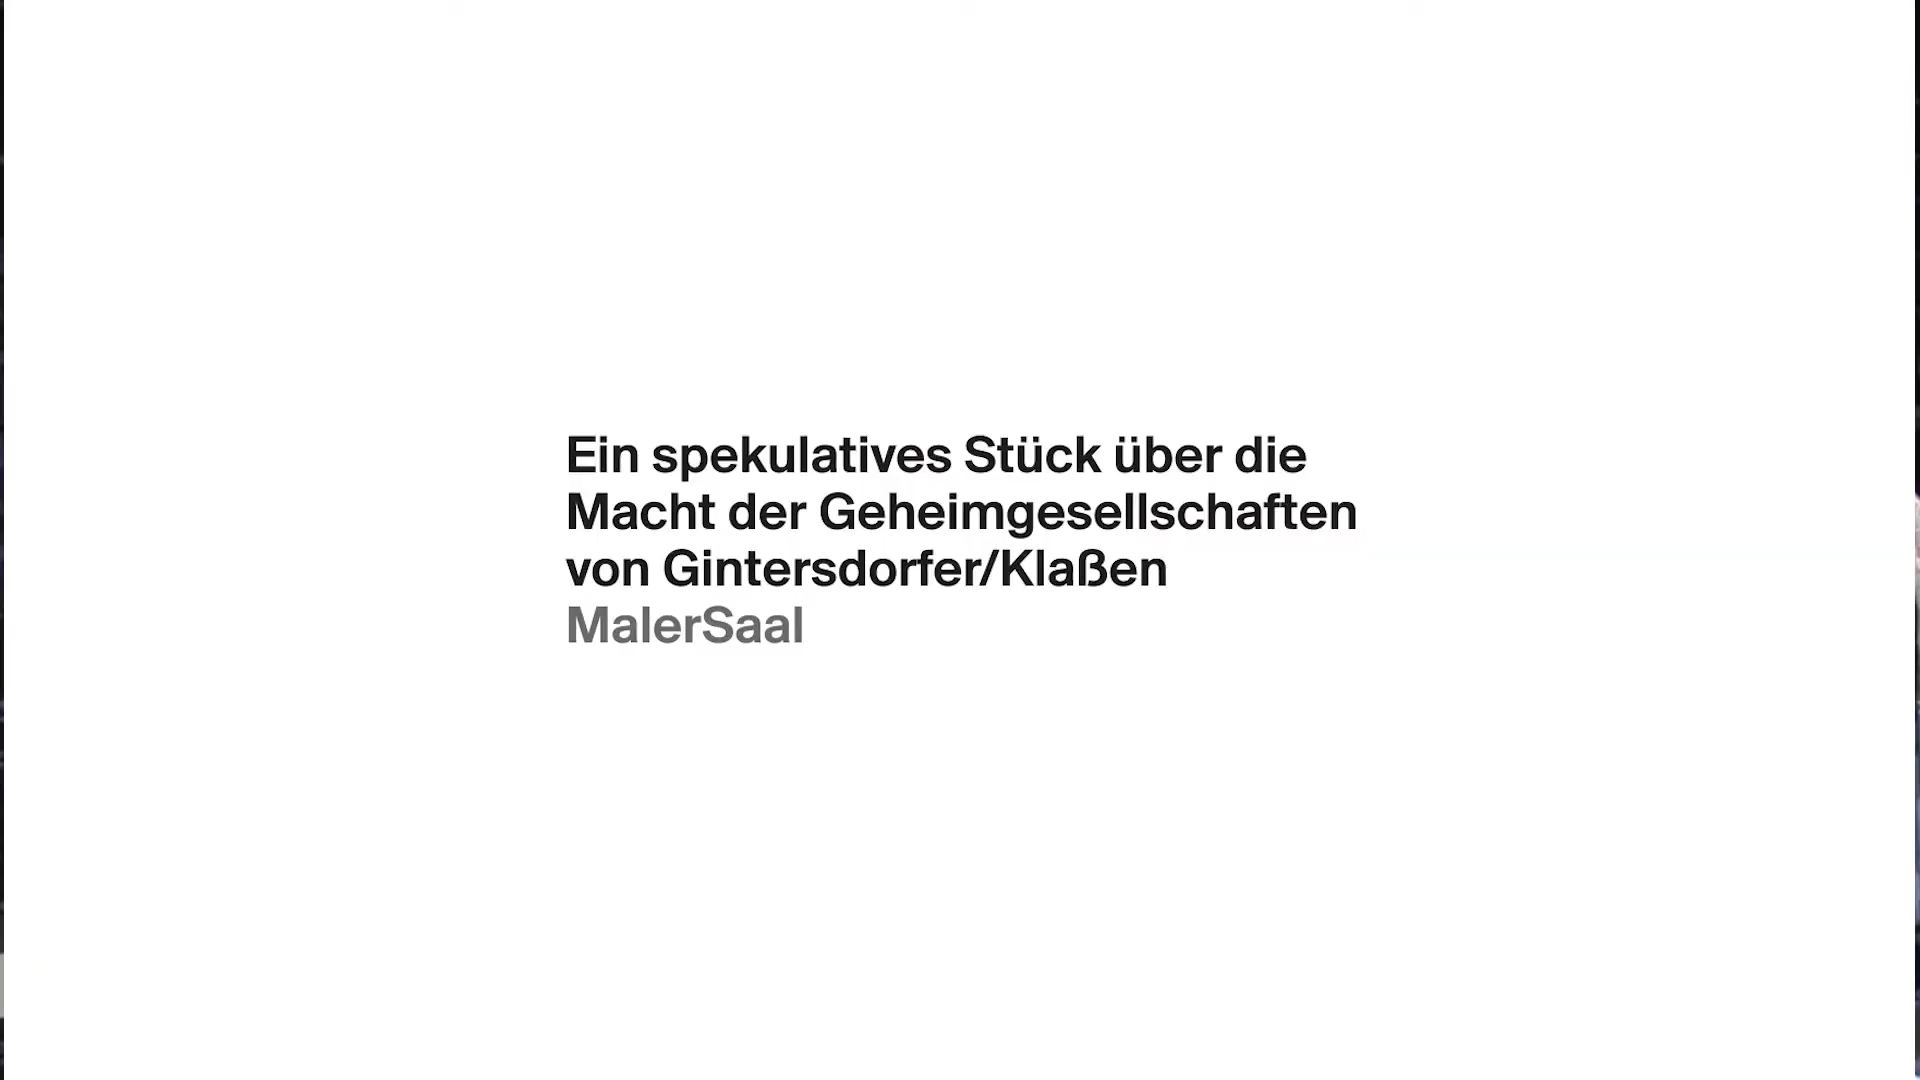 Ein spekulatives Stück über die
Macht der Geheimgesellschaften
von Gintersdorfer/Klaßen
MalerSaal